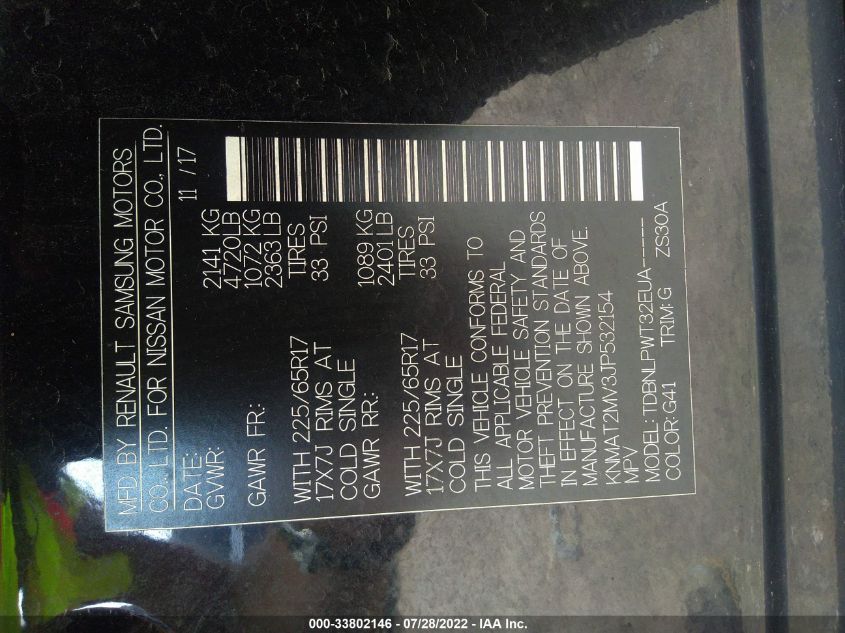 MFD BY RENAULT SAMSUNG MOTORS
CO., LTD. FOR NISSAN MOTOR CO., LTD.
DATE: 11 / 17
GVWR: 2141 KG
4720LB
GAWR FR: 1072 KG
2363 LB
WITH 225/65R17 TIRES
17X7J RIMS AT 33 PSI
COLD SINGLE
GAWR RR: 1089 KG
2401LB
WITH 225/65R17 TIRES
17X7J RIMS AT 33 PSI
COLD SINGLE
THIS VEHICLE CONFORMS TO
ALL APPLICABLE FEDERAL
MOTOR VEHICLE SAFETY AND
THEFT PREVENTION STANDARDS
IN EFFECT ON THE DATE OF
MANUFACTURE SHOWN ABOVE.
KNMAT2MV3JP532154
MPV
MODEL: TDBNLPWT32EUA-----
COLOR: G41 TRIM: G ZS30A
000-33802146 - 07/28/2022 - IAA Inc.